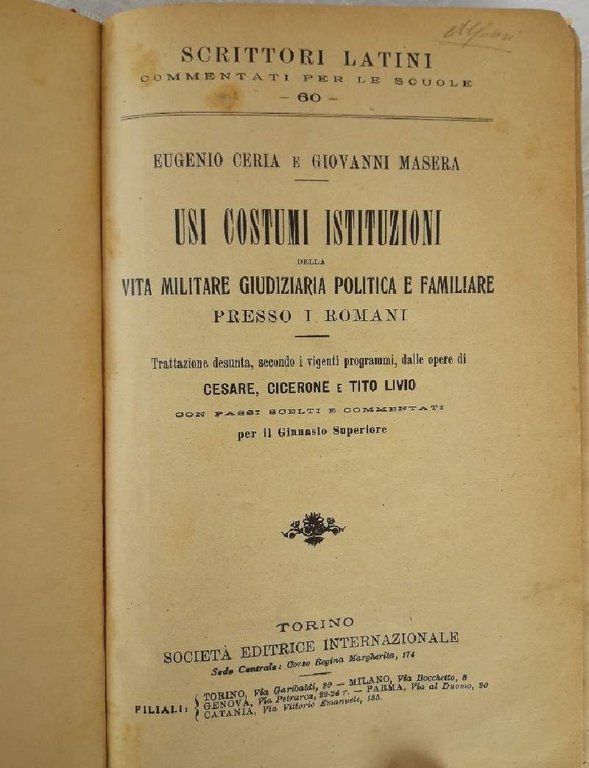 SCRITTORI LATINI
COMMENTATI PER LE SCUOLE
- 60 -
EUGENIO CERIA E GIOVANNI MASERA
USI COSTUMI ISTITUZIONI
DELLA
VITA MILITARE GIUDIZIARIA POLITICA E FAMILIARE
PRESSO I ROMANI
Trattazione desunta, secondo i vigenti programmi, dalle opere di
CESARE, CICERONE E TITO LIVIO
CON PASSI SCELTI E COMMENTATI
per il Ginnasio Superiore
TORINO
SOCIETÀ EDITRICE INTERNAZIONALE
Sede Centrale: Corso Regina Margherita, 174
FILIALI:
TORINO, Via Garibaldi, 20 — MILANO, Via Bocchetto, 8
GENOVA, Via Petrarca, 22-24 r. — PARMA, Via al Duomo, 20
CATANIA, Via Vittorio Emanuele, 135.